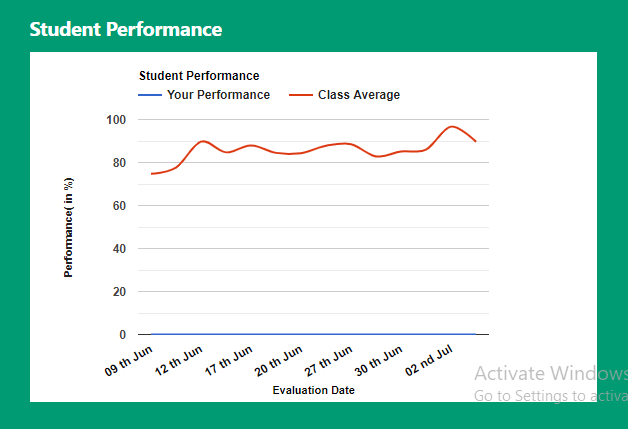 Student Performance
Student Performance
Your Performance Class Average
100
80
60
40
20
0
Performance( in %)
09 th Jun 12 th Jun 17 th Jun 20 th Jun 27 th Jun 30 th Jun 02 nd Jul
Evaluation Date
Activate Windows
Go to Settings to activa